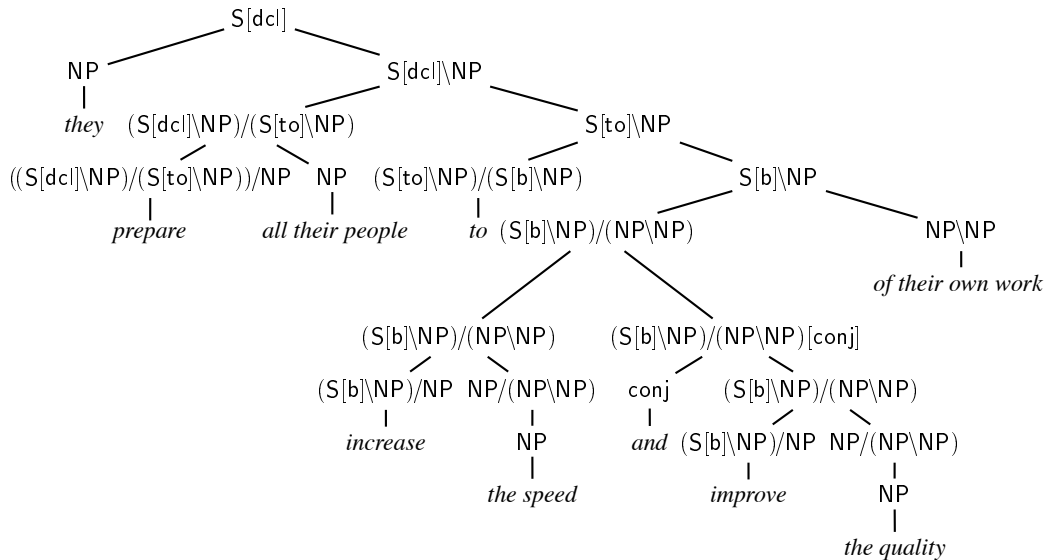 S[dcl]
NP S[dcl]\NP
they (S[dcl]\NP)/(S[to]\NP) S[to]\NP
((S[dcl]\NP)/(S[to]\NP))/NP NP (S[to]\NP)/(S[b]\NP) S[b]\NP
prepare all their people to (S[b]\NP)/(NP\NP) NP\NP
of their own work
(S[b]\NP)/(NP\NP) (S[b]\NP)/(NP\NP)[conj]
(S[b]\NP)/NP NP/(NP\NP) conj (S[b]\NP)/(NP\NP)
increase NP and (S[b]\NP)/NP NP/(NP\NP)
the speed improve NP
the quality